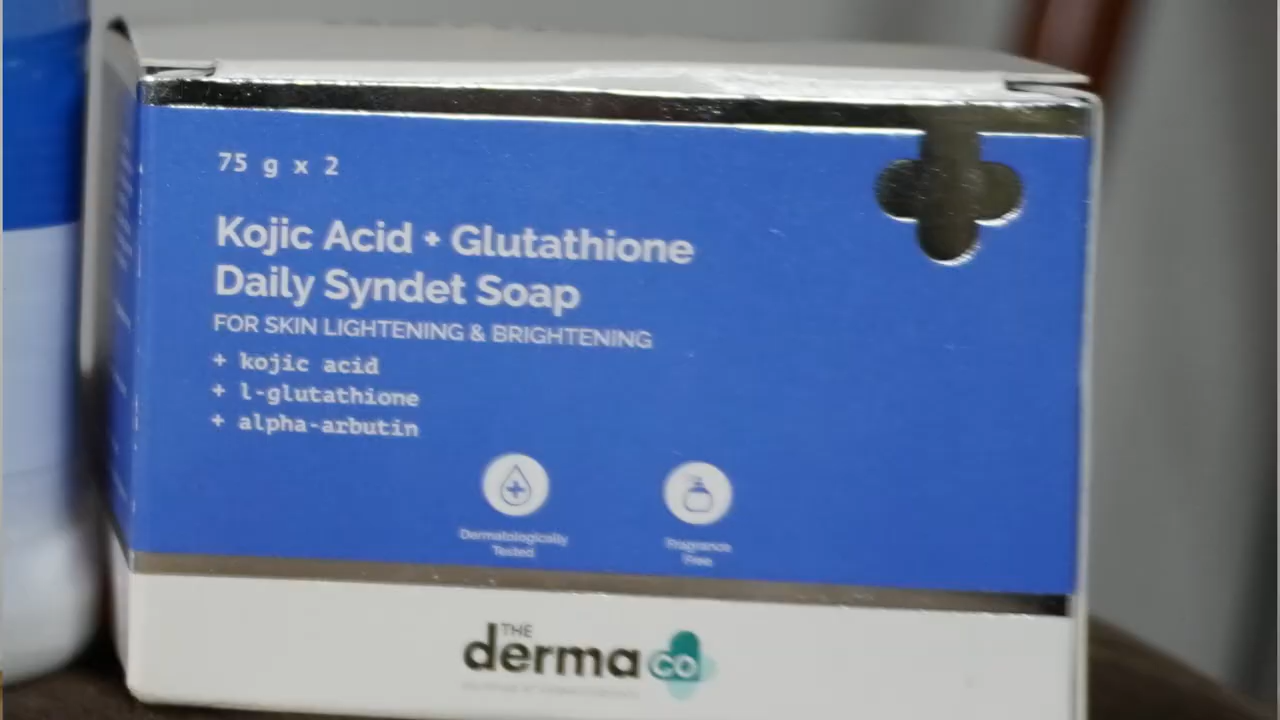 75 g x 2
Kojic Acid + Glutathione
Daily Syndet Soap
FOR SKIN LIGHTENING & BRIGHTENING
+ kojic acid
+ l-glutathione
+ alpha-arbutin
Dermatologically
Tested
Fragrance
Free
THE
derma co